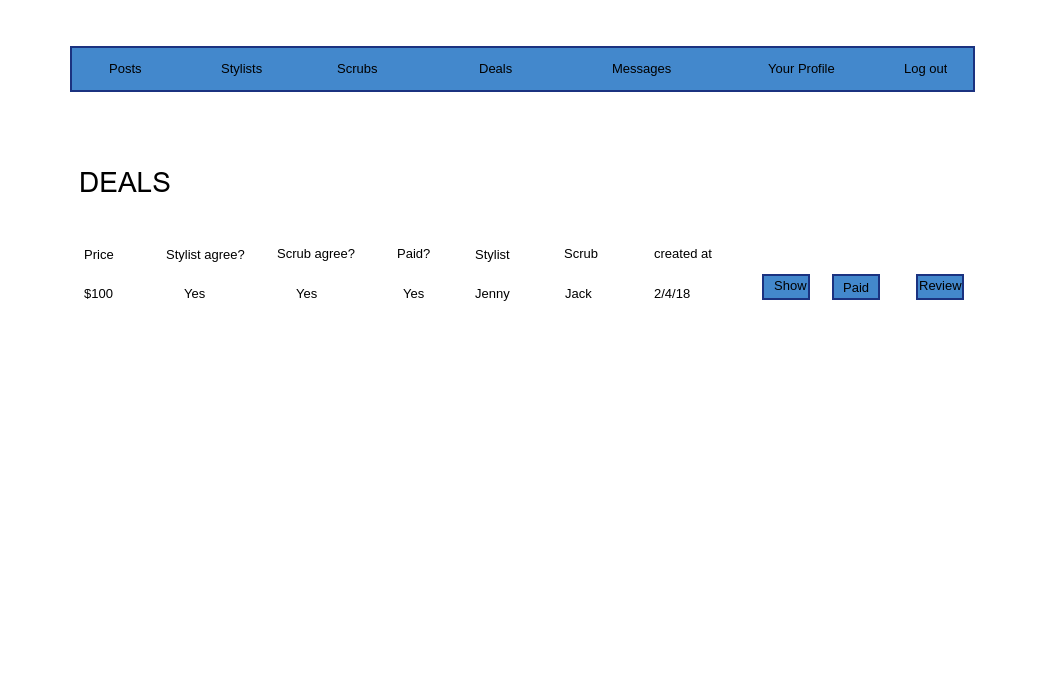 Posts Stylists Scrubs Deals Messages Your Profile Log out
DEALS
Price Stylist agree? Scrub agree? Paid? Stylist Scrub created at
$100 Yes Yes Yes Jenny Jack 2/4/18 Show Paid Review